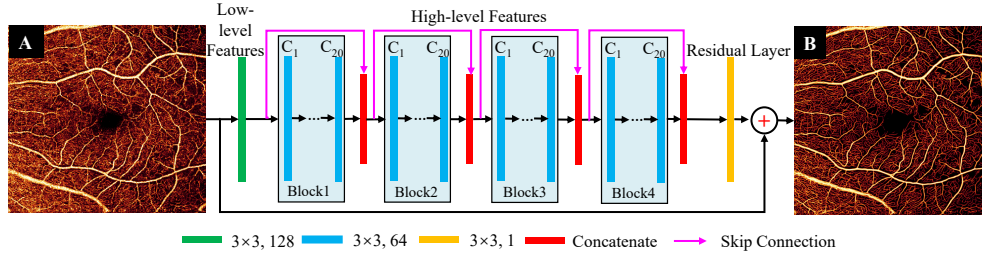 A
Low-
level
Features
High-level Features
Residual Layer
B
C1 C20
C1 C20
C1 C20
C1 C20
...
...
...
...
+
Block1
Block2
Block3
Block4
3×3, 128
3×3, 64
3×3, 1
Concatenate
Skip Connection